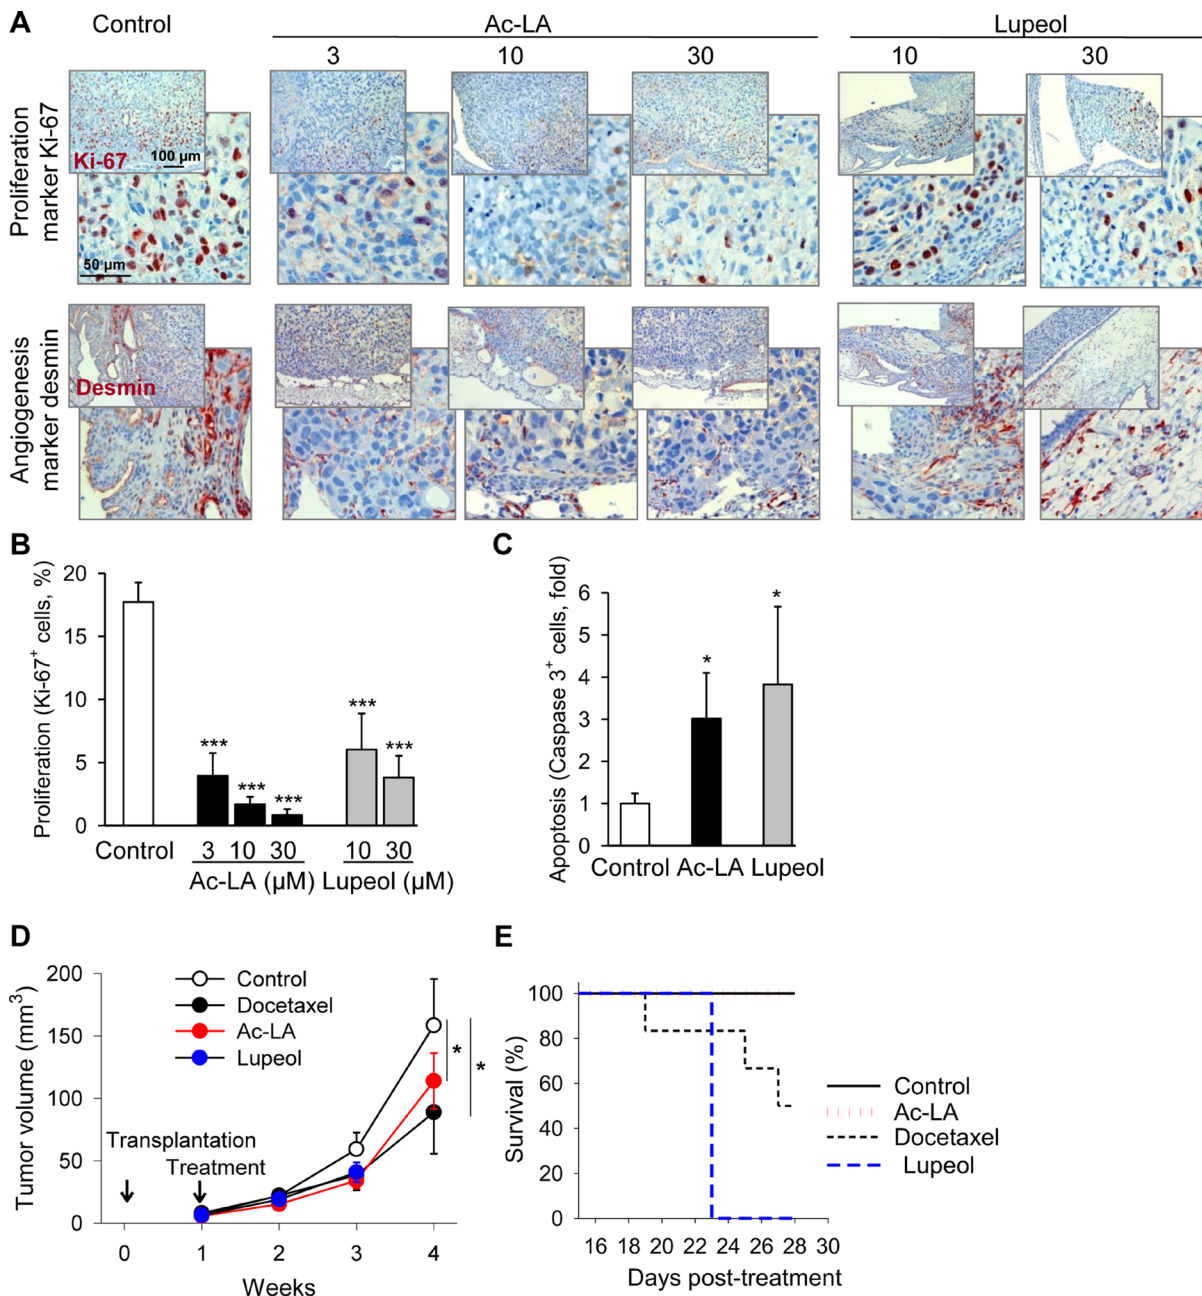 A
Control
Ac-LA
Lupeol
3
10
30
10
30
Proliferation
marker Ki-67
Ki-67
100 µm
50 µm
Angiogenesis
marker desmin
Desmin
B
Proliferation (Ki-67+ cells, %)
20
15
10
5
0
***
***
***
***
***
Control
3
10
30
10
30
Ac-LA (µM)
Lupeol (µM)
C
Apoptosis (Caspase 3+ cells, fold)
6
5
4
3
2
1
0
*
*
Control
Ac-LA
Lupeol
D
Tumor volume (mm3)
200
150
100
50
0
Control
Docetaxel
Ac-LA
Lupeol
*
*
Transplantation
Treatment
0
1
2
3
4
Weeks
E
Survival (%)
100
80
60
40
20
0
16
18
20
22
24
26
28
30
Days post-treatment
Control
Ac-LA
Docetaxel
Lupeol